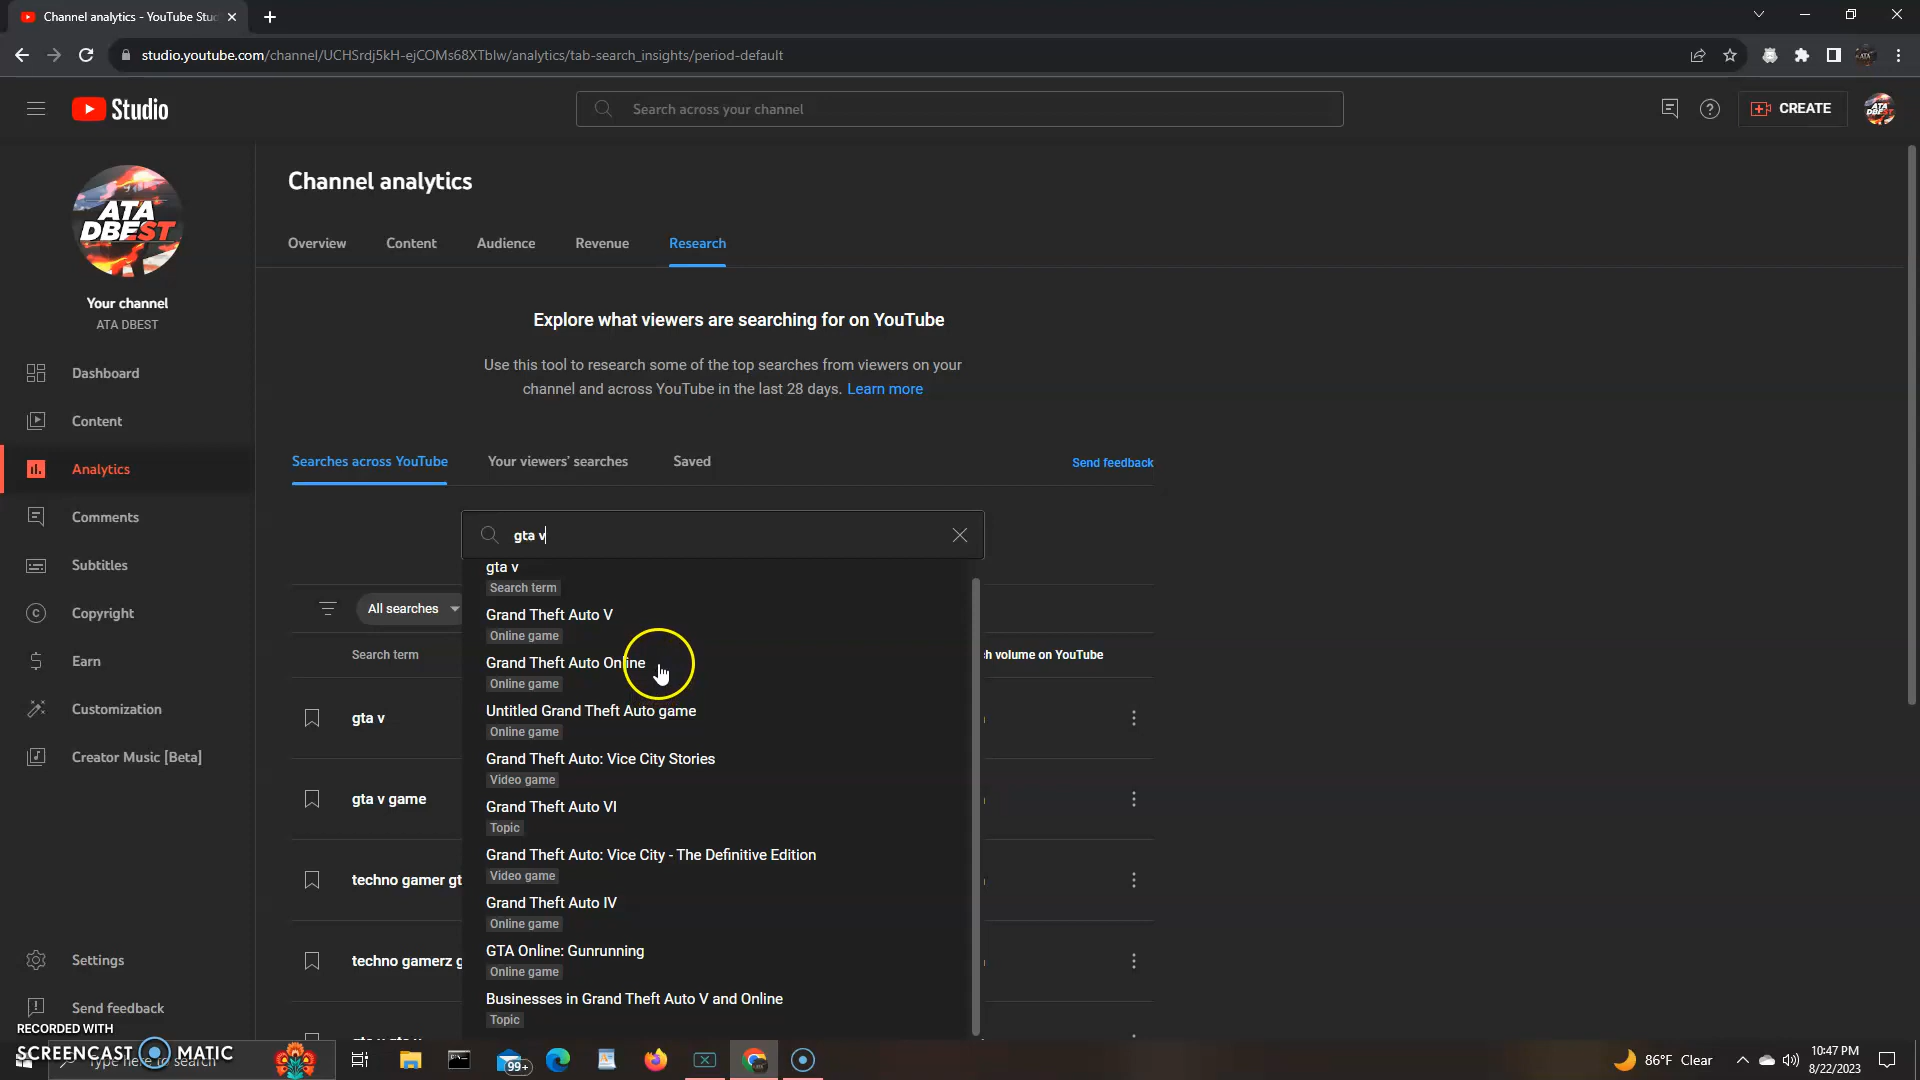 Channel analytics - YouTube Stu
studio.youtube.com/channel/UCHSrdj5kH-ejCOMs68XTblw/analytics/tab-search_insights/period-default
Studio
Search across your channel
CREATE
ATA
DBEST
ATA
DBEST
Your channel
ATA DBEST
Dashboard
Content
Analytics
Comments
Subtitles
Copyright
Earn
Customization
Creator Music [Beta]
Settings
Send feedback
Channel analytics
Overview
Content
Audience
Revenue
Research
Explore what viewers are searching for on YouTube
Use this tool to research some of the top searches from viewers on your
channel and across YouTube in the last 28 days. Learn more
Searches across YouTube
Your viewers' searches
Saved
Send feedback
gta v
All searches
Search term
h volume on YouTube
gta v
gta v game
techno gamer gt
techno gamerz g
gta v
Search term
Grand Theft Auto V
Online game
Grand Theft Auto Online
Online game
Untitled Grand Theft Auto game
Online game
Grand Theft Auto: Vice City Stories
Video game
Grand Theft Auto VI
Topic
Grand Theft Auto: Vice City - The Definitive Edition
Video game
Grand Theft Auto IV
Online game
GTA Online: Gunrunning
Online game
Businesses in Grand Theft Auto V and Online
Topic
RECORDED WITH
SCREENCAST MATIC
Type here to search
99+
86°F Clear
10:47 PM
8/22/2023